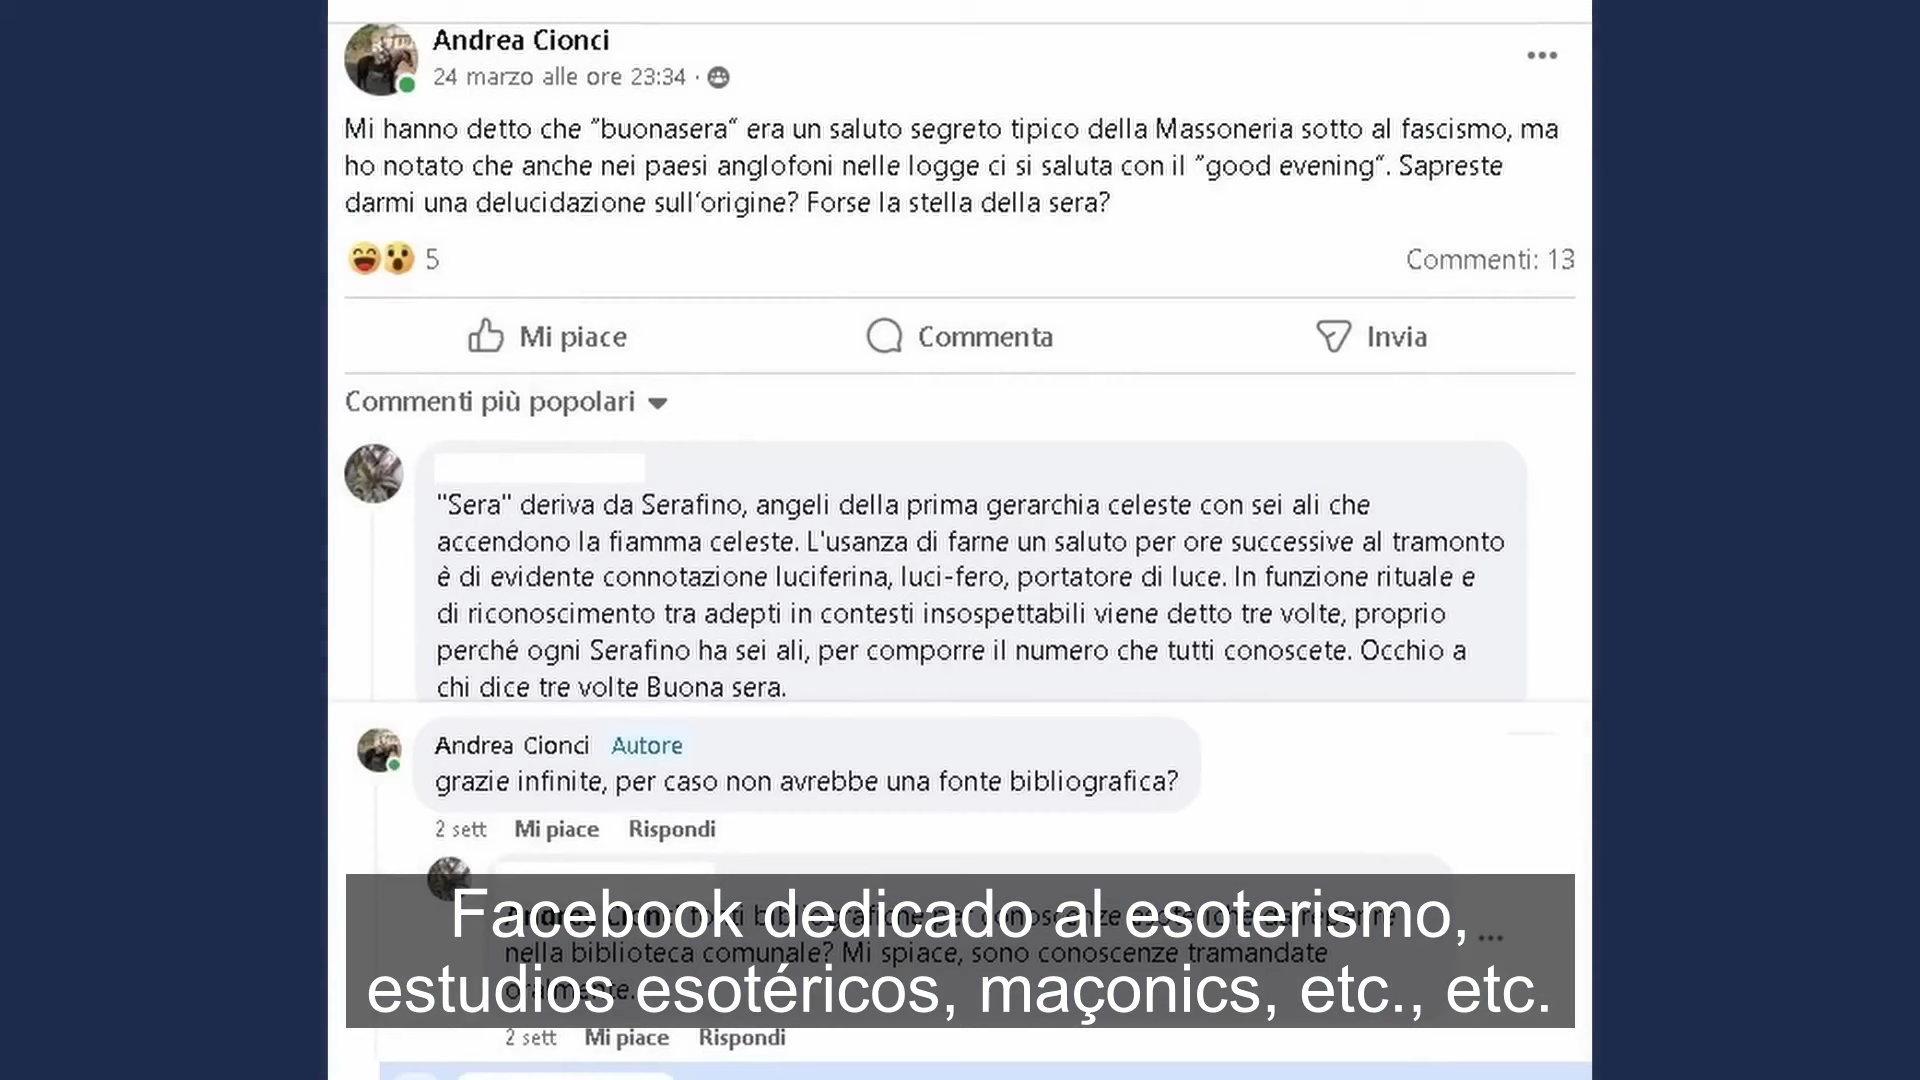 Andrea Cionci
24 marzo alle ore 23:34 ·
Mi hanno detto che “buonasera“ era un saluto segreto tipico della Massoneria sotto al fascismo, ma
ho notato che anche nei paesi anglofoni nelle logge ci si saluta con il “good evening“. Sapreste
darmi una delucidazione sull'origine? Forse la stella della sera?
5
Commenti: 13
Mi piace
Commenta
Invia
Commenti più popolari
"Sera" deriva da Serafino, angeli della prima gerarchia celeste con sei ali che
accendono la fiamma celeste. L'usanza di farne un saluto per ore successive al tramonto
è di evidente connotazione luciferina, luci-fero, portatore di luce. In funzione rituale e
di riconoscimento tra adepti in contesti insospettabili viene detto tre volte, proprio
perché ogni Serafino ha sei ali, per comporre il numero che tutti conoscete. Occhio a
chi dice tre volte Buona sera.
Andrea Cionci Autore
grazie infinite, per caso non avrebbe una fonte bibliografica?
2 sett Mi piace Rispondi
Facebook dedicado al esoterismo,
nella biblioteca comunale? Mi spiace, sono conoscenze tramandate
oralmente.
estudios esotéricos, maçonics, etc., etc.
2 sett Mi piace Rispondi